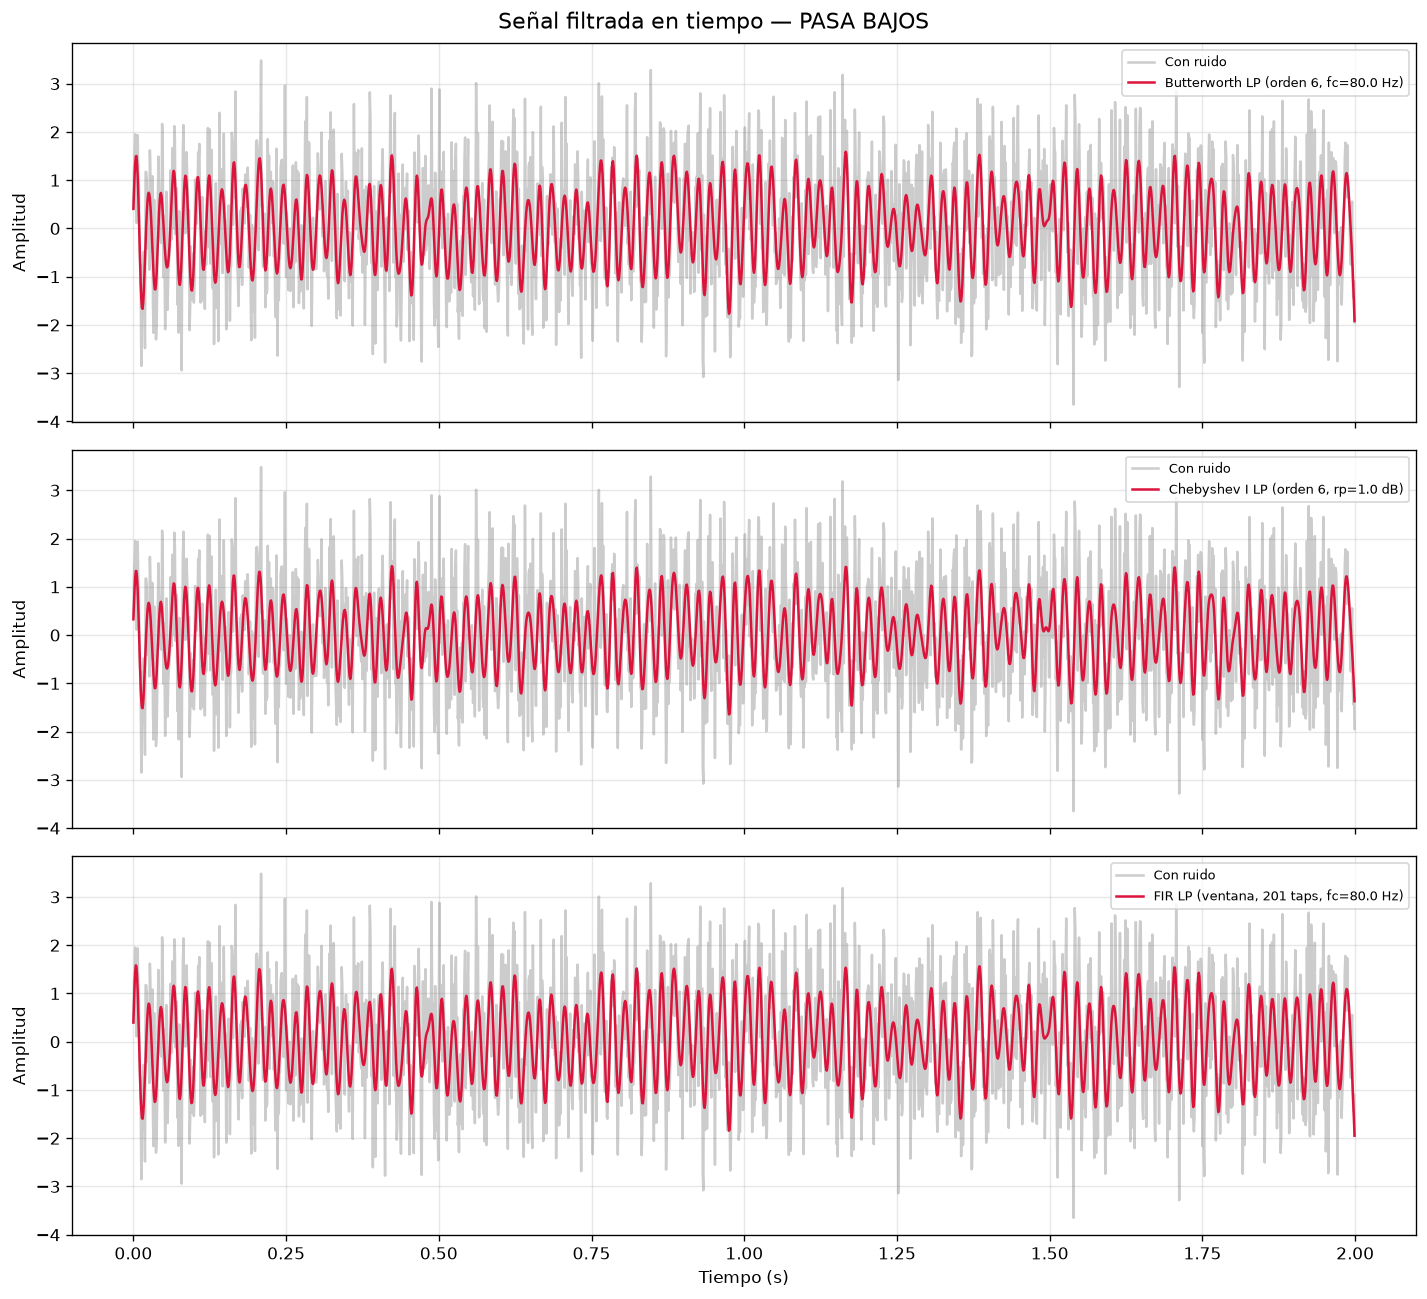 Señal filtrada en tiempo — PASA BAJOS
Con ruido
Butterworth LP (orden 6, fc=80.0 Hz)
Amplitud
3
2
1
0
−1
−2
−3
−4
Con ruido
Chebyshev I LP (orden 6, rp=1.0 dB)
Amplitud
3
2
1
0
−1
−2
−3
−4
Con ruido
FIR LP (ventana, 201 taps, fc=80.0 Hz)
Amplitud
3
2
1
0
−1
−2
−3
−4
0.00 0.25 0.50 0.75 1.00 1.25 1.50 1.75 2.00
Tiempo (s)